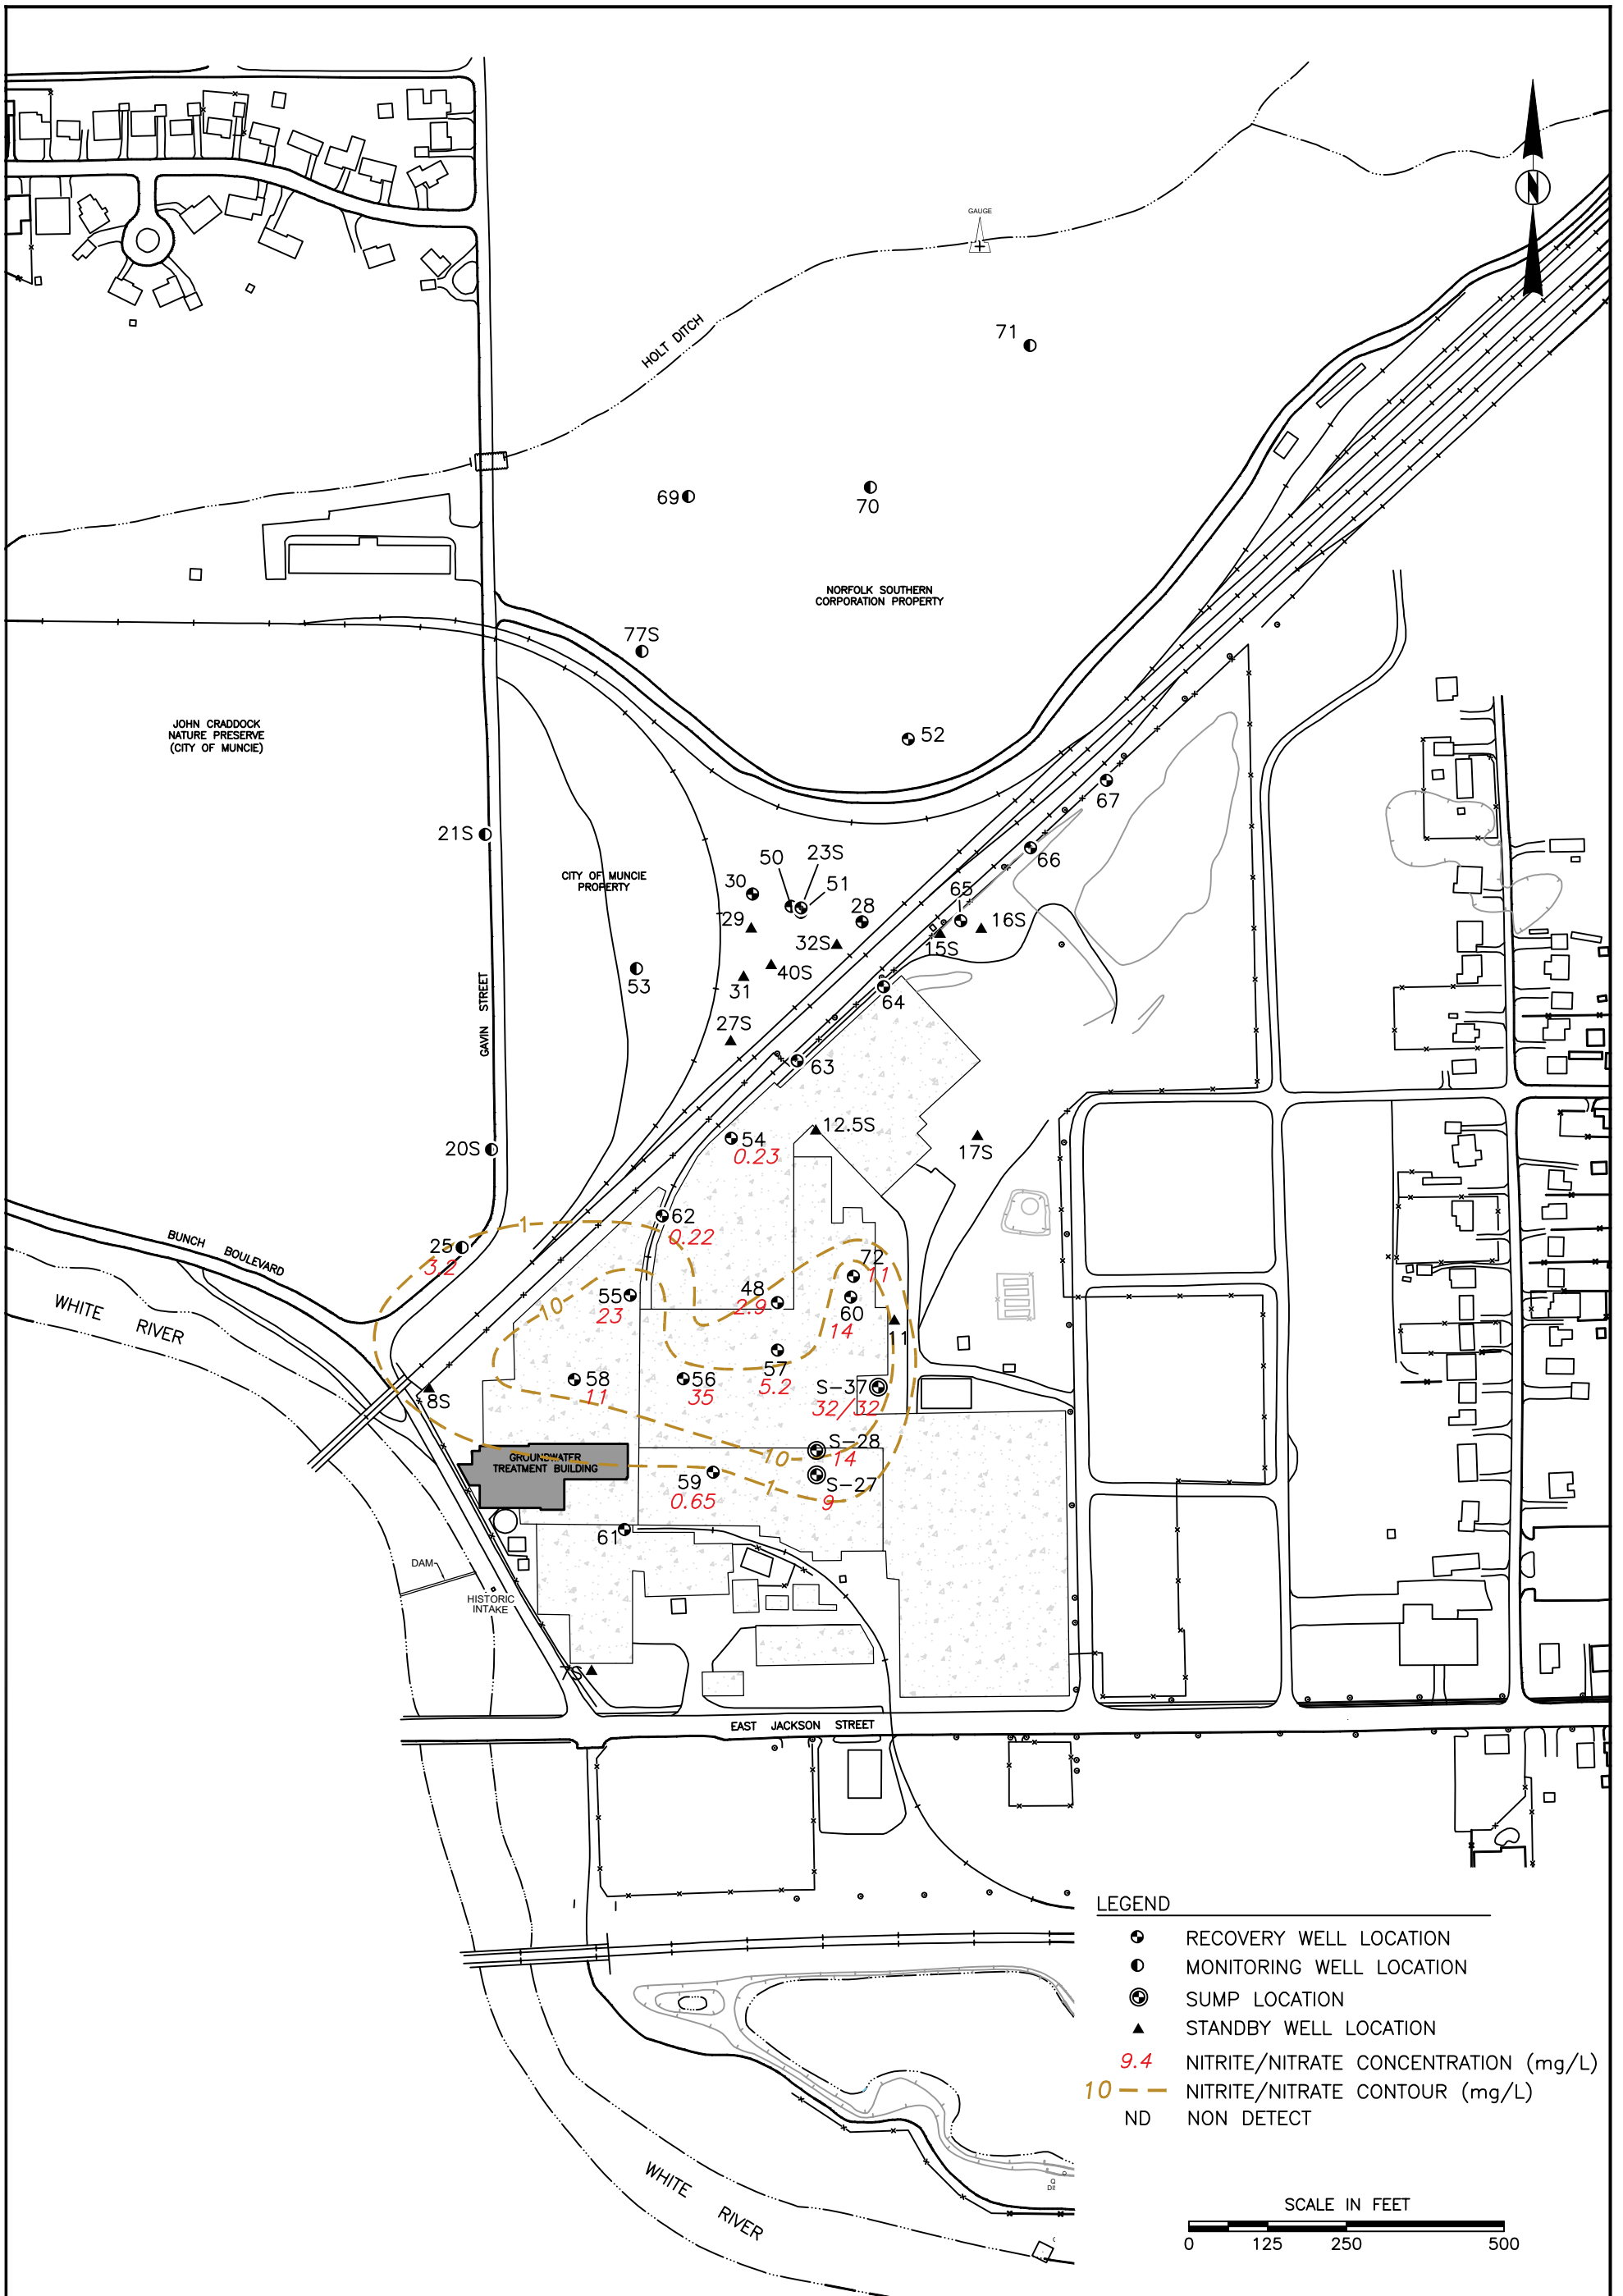 GAUGE
N
HOLT DITCH
71
69
70
NORFOLK SOUTHERN
CORPORATION PROPERTY
77S
JOHN CRADDOCK
NATURE PRESERVE
(CITY OF MUNCIE)
52
67
21S
66
CITY OF MUNCIE
PROPERTY
50
23S
51
30
29
28
65
16S
32S
15S
40S
31
53
64
GAVIN STREET
27S
63
12.5S
54
0.23
17S
20S
62
0.22
1
BUNCH BOULEVARD
25
3.2
WHITE RIVER
72
11
48
2.9
55
23
10
60
14
11
57
5.2
58
11
56
35
S-37
32/32
8S
S-28
14
10
GROUNDWATER
TREATMENT BUILDING
59
0.65
1
S-27
9
61
DAM
HISTORIC
INTAKE
7S
EAST JACKSON STREET
LEGEND
RECOVERY WELL LOCATION
MONITORING WELL LOCATION
SUMP LOCATION
STANDBY WELL LOCATION
9.4 NITRITE/NITRATE CONCENTRATION (mg/L)
10 NITRITE/NITRATE CONTOUR (mg/L)
ND NON DETECT
WHITE RIVER
SCALE IN FEET
0 125 250 500